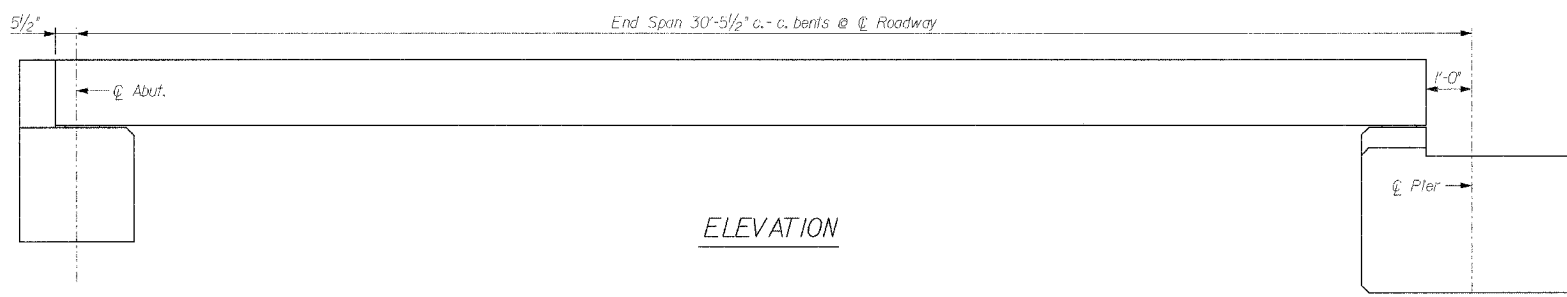 5½"
End Span 30'-5½" c.- c. bents @ ℄ Roadway
1'-0"
℄ Abut.
℄ Pier
ELEVATION